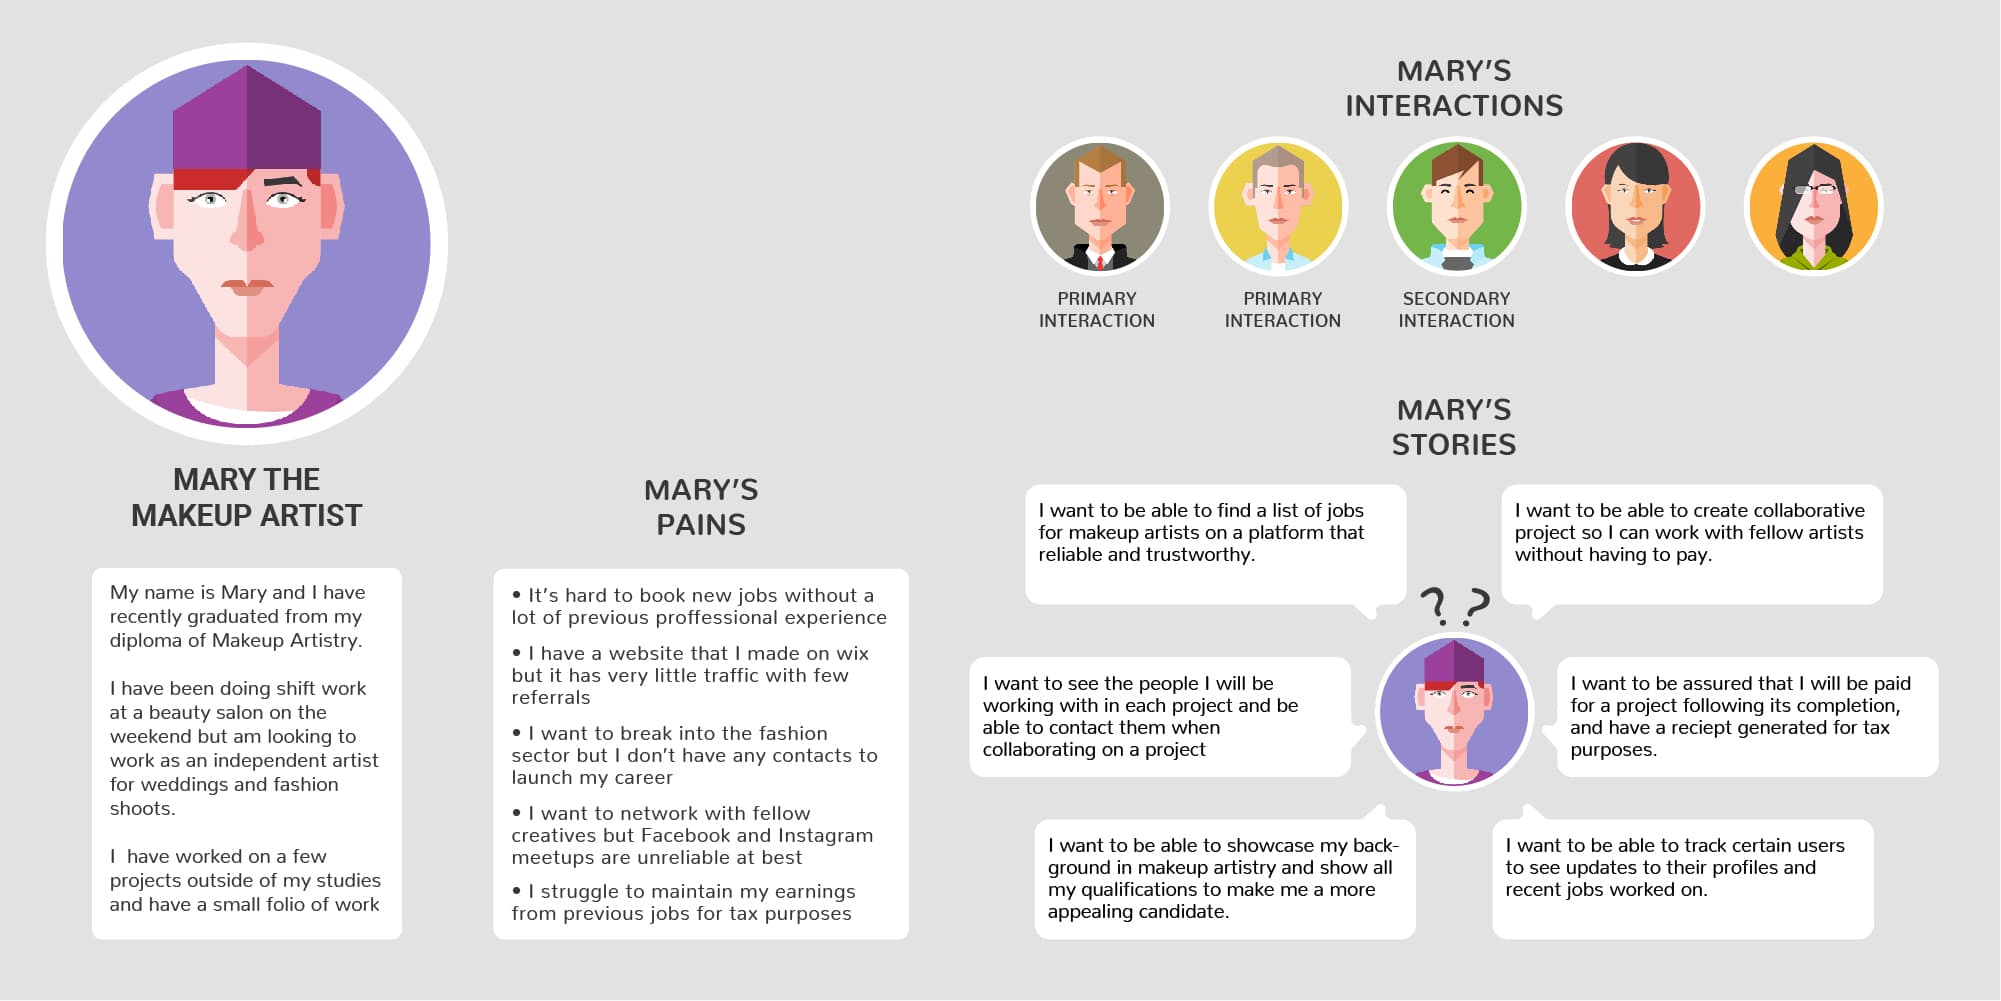 MARY THE
MAKEUP ARTIST
My name is Mary and I have
recently graduated from my
diploma of Makeup Artistry.
I have been doing shift work
at a beauty salon on the
weekend but am looking to
work as an independent artist
for weddings and fashion
shoots.
I  have worked on a few
projects outside of my studies
and have a small folio of work
MARY'S
PAINS
• It's hard to book new jobs without a
lot of previous proffessional experience
• I have a website that I made on wix
but it has very little traffic with few
referrals
• I want to break into the fashion
sector but I don't have any contacts to
launch my career
• I want to network with fellow
creatives but Facebook and Instagram
meetups are unreliable at best
• I struggle to maintain my earnings
from previous jobs for tax purposes
MARY'S
INTERACTIONS
PRIMARY
INTERACTION
PRIMARY
INTERACTION
SECONDARY
INTERACTION
MARY'S
STORIES
I want to be able to find a list of jobs
for makeup artists on a platform that
reliable and trustworthy.
I want to be able to create collaborative
project so I can work with fellow artists
without having to pay.
? ?
I want to see the people I will be
working with in each project and be
able to contact them when
collaborating on a project
I want to be assured that I will be paid
for a project following its completion,
and have a reciept generated for tax
purposes.
I want to be able to showcase my back-
ground in makeup artistry and show all
my qualifications to make me a more
appealing candidate.
I want to be able to track certain users
to see updates to their profiles and
recent jobs worked on.